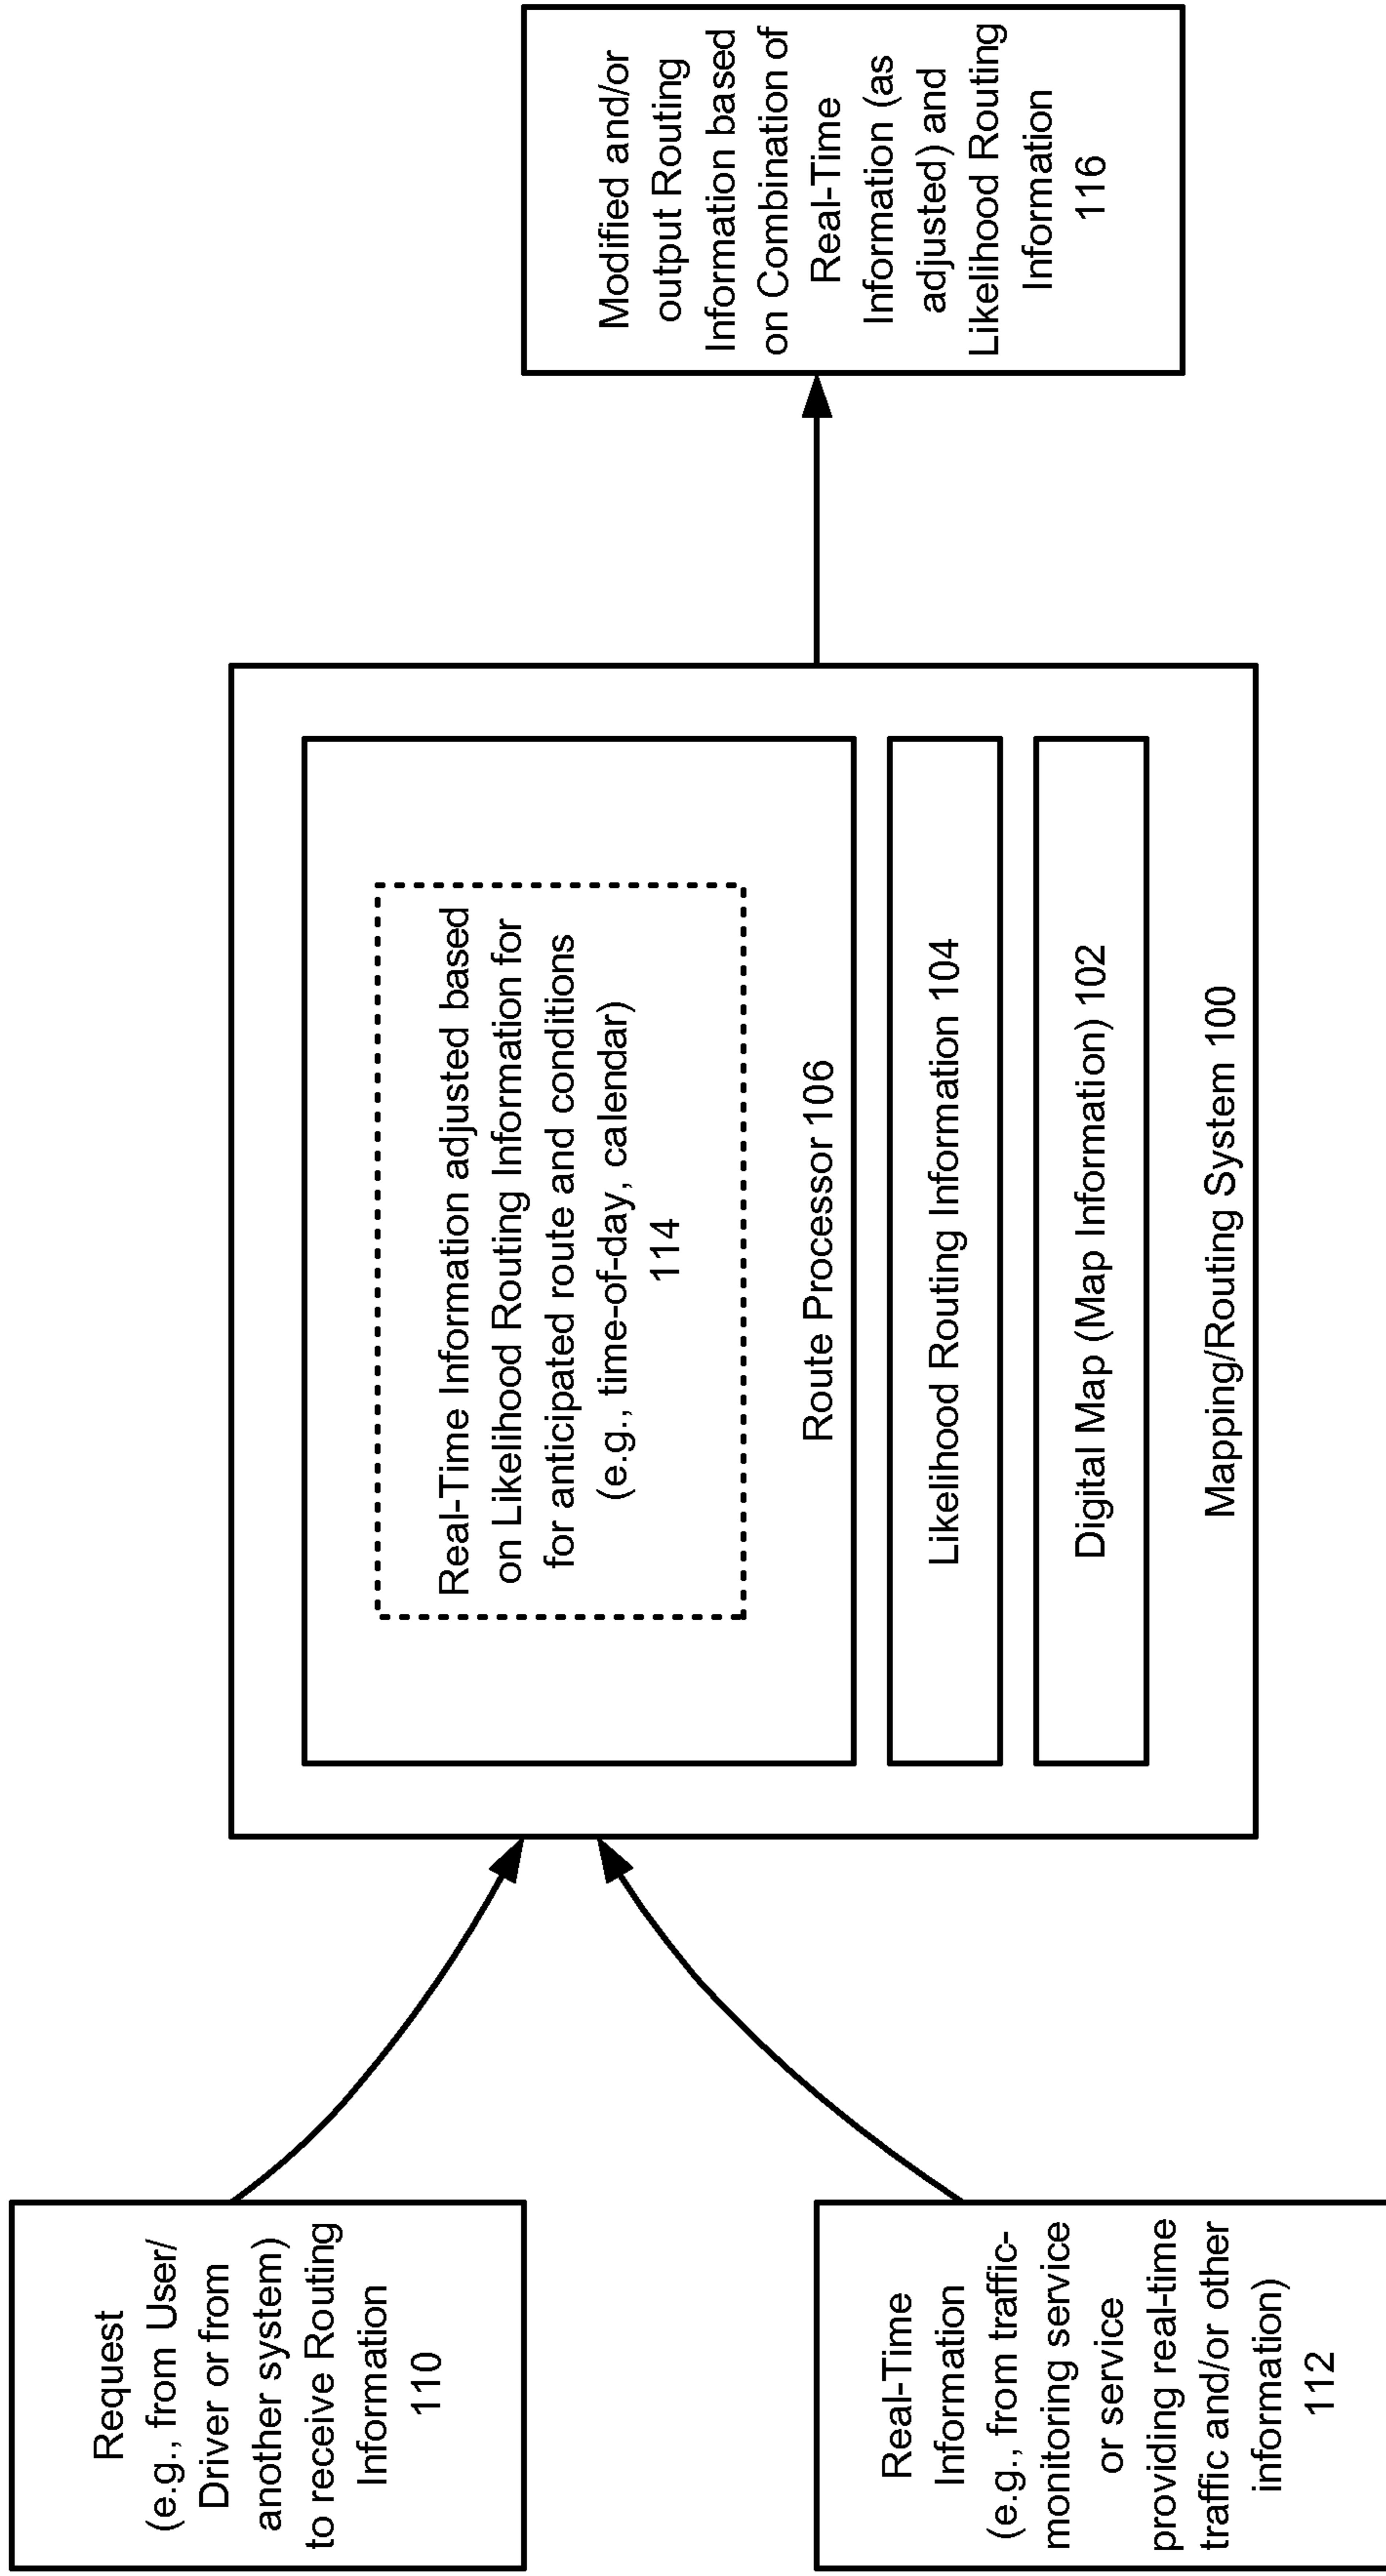 Request
(e.g., from User/
Driver or from
another system)
to receive Routing
Information
110
Real-Time
Information
(e.g., from traffic-
monitoring service
or service
providing real-time
traffic and/or other
information)
112
Real-Time Information adjusted based
on Likelihood Routing Information for
for anticipated route and conditions
(e.g., time-of-day, calendar)
114
Route Processor 106
Likelihood Routing Information 104
Digital Map (Map Information) 102
Mapping/Routing System 100
Modified and/or
output Routing
Information based
on Combination of
Real-Time
Information (as
adjusted) and
Likelihood Routing
Information
116